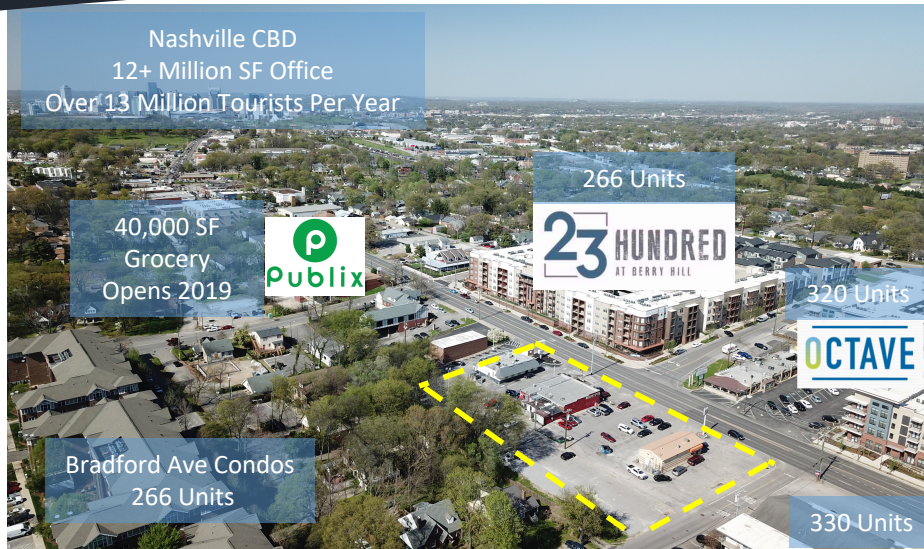 Nashville CBD
12+ Million SF Office
Over 13 Million Tourists Per Year
266 Units
23 HUNDRED
AT BERRY HILL
40,000 SF
Grocery
Opens 2019
p
Publix
320 Units
OCTAVE
Bradford Ave Condos
266 Units
330 Units